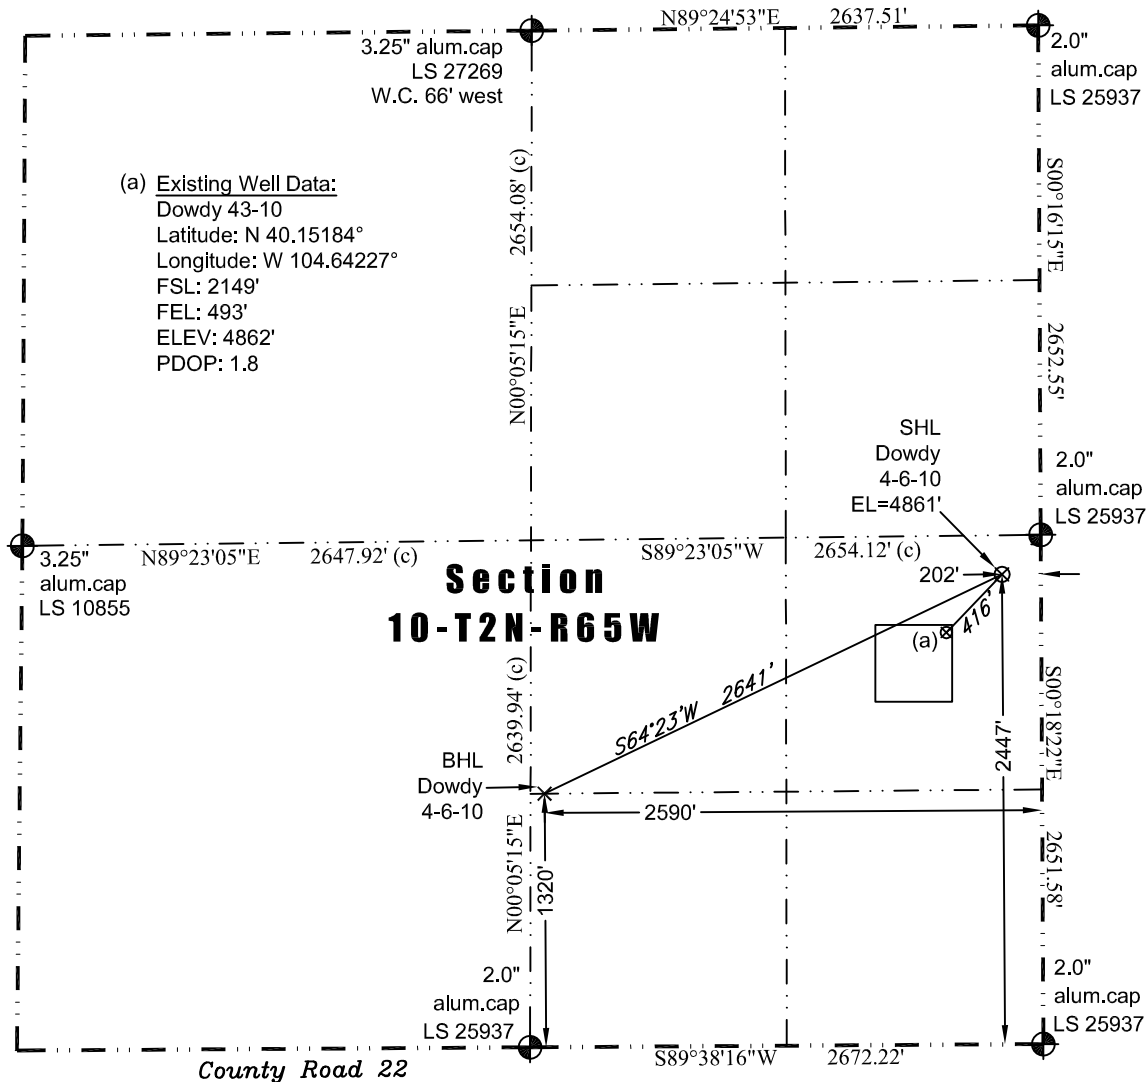 N89°24'53"E 2637.51'
3.25" alum.cap
LS 27269
W.C. 66' west
2.0"
alum.cap
LS 25937
(a) Existing Well Data:
Dowdy 43-10
Latitude: N 40.15184°
Longitude: W 104.64227°
FSL: 2149'
FEL: 493'
ELEV: 4862'
PDOP: 1.8
2654.08' (c)
N00°05'15"E
S00°16'15"E
2652.55'
SHL
Dowdy
4-6-10
EL=4861'
2.0"
alum.cap
LS 25937
3.25"
alum.cap
LS 10855
N89°23'05"E 2647.92' (c)
S89°23'05"W 2654.12' (c)
Section
10-T2N-R65W
202'
416'
(a)
S64°23'W 2641'
2639.94' (c)
N00°05'15"E
BHL
Dowdy
4-6-10
2590'
1320'
2447'
S00°18'22"E
2651.58'
2.0"
alum.cap
LS 25937
2.0"
alum.cap
LS 25937
S89°38'16"W 2672.22'
County Road 22